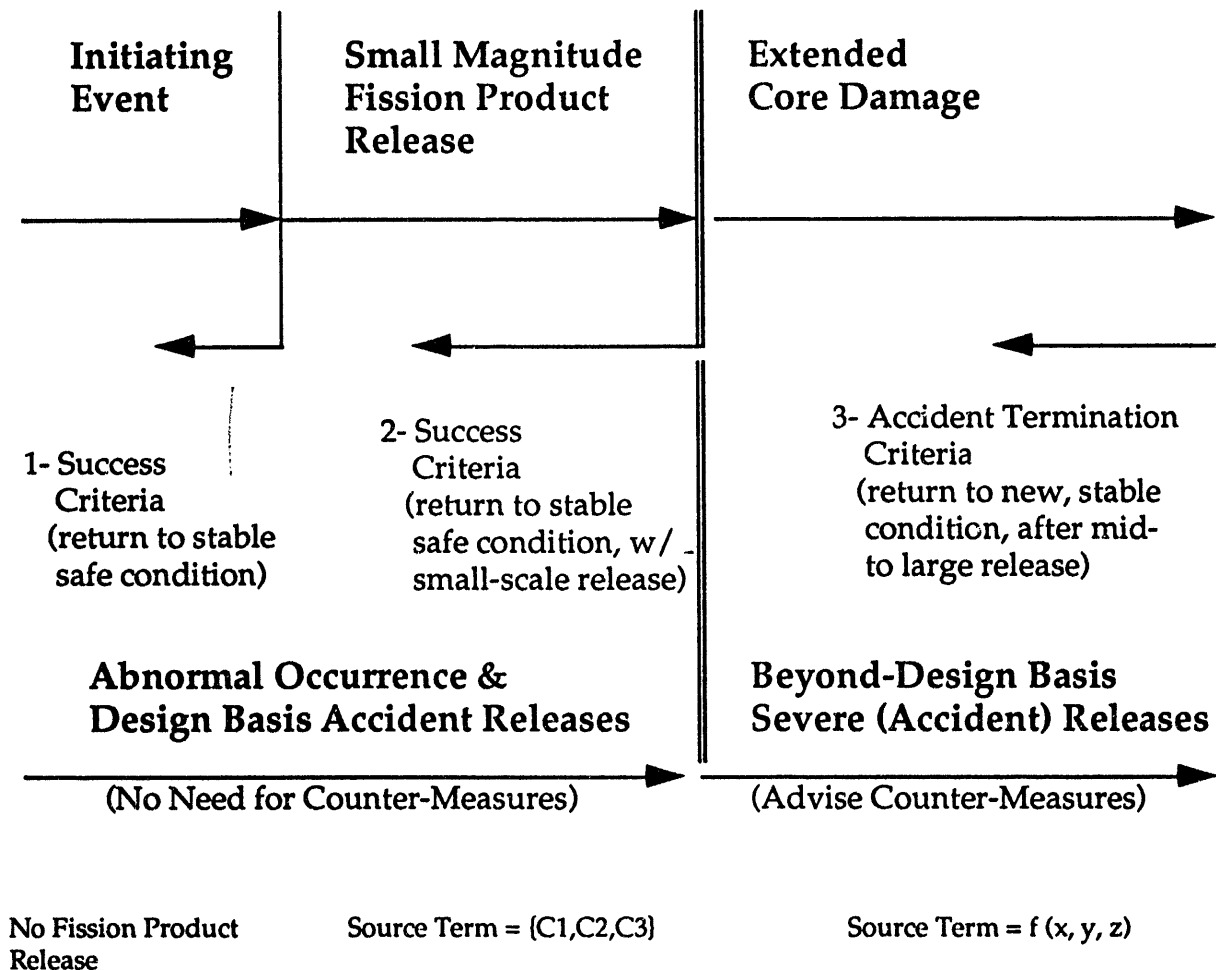 Initiating
Event
Small Magnitude
Fission Product
Release
Extended
Core Damage
1- Success
Criteria
(return to stable
safe condition)
2- Success
Criteria
(return to stable
safe condition, w/
small-scale release)
3- Accident Termination
Criteria
(return to new, stable
condition, after mid-
to large release)
Abnormal Occurrence &
Design Basis Accident Releases
(No Need for Counter-Measures)
Beyond-Design Basis
Severe (Accident) Releases
(Advise Counter-Measures)
No Fission Product
Release
Source Term = {C1,C2,C3}
Source Term = f (x, y, z)